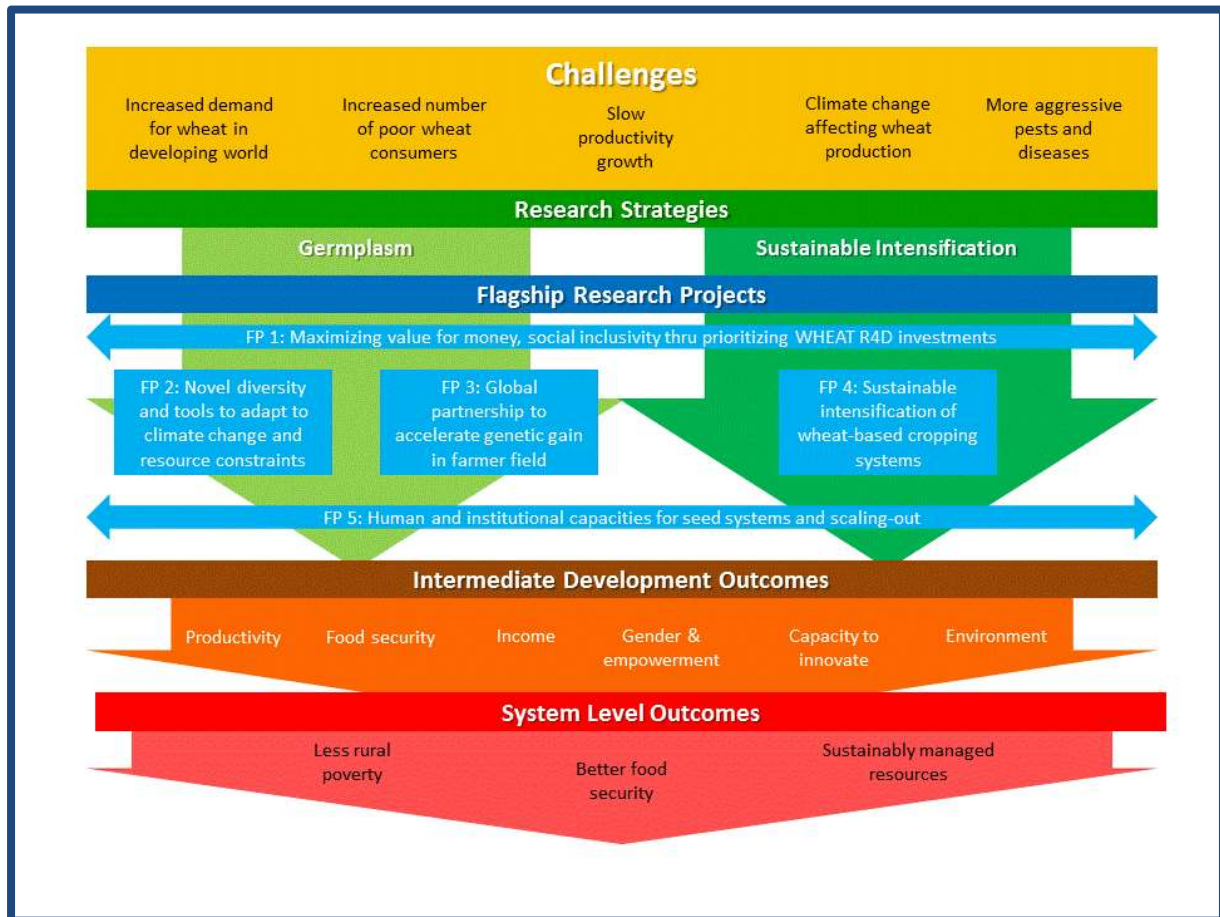 Challenges
Increased demand
for wheat in
developing world
Increased number
of poor wheat
consumers
Slow
productivity
growth
Climate change
affecting wheat
production
More aggressive
pests and
diseases
Research Strategies
Germplasm
Sustainable Intensification
Flagship Research Projects
FP 1: Maximizing value for money, social inclusivity thru prioritizing WHEAT R4D investments
FP 2: Novel diversity
and tools to adapt to
climate change and
resource constraints
FP 3: Global
partnership to
accelerate genetic gain
in farmer field
FP 4: Sustainable
intensification of
wheat-based cropping
systems
FP 5: Human and institutional capacities for seed systems and scaling-out
Intermediate Development Outcomes
Productivity
Food security
Income
Gender &
empowerment
Capacity to
innovate
Environment
System Level Outcomes
Less rural
poverty
Better food
security
Sustainably managed
resources